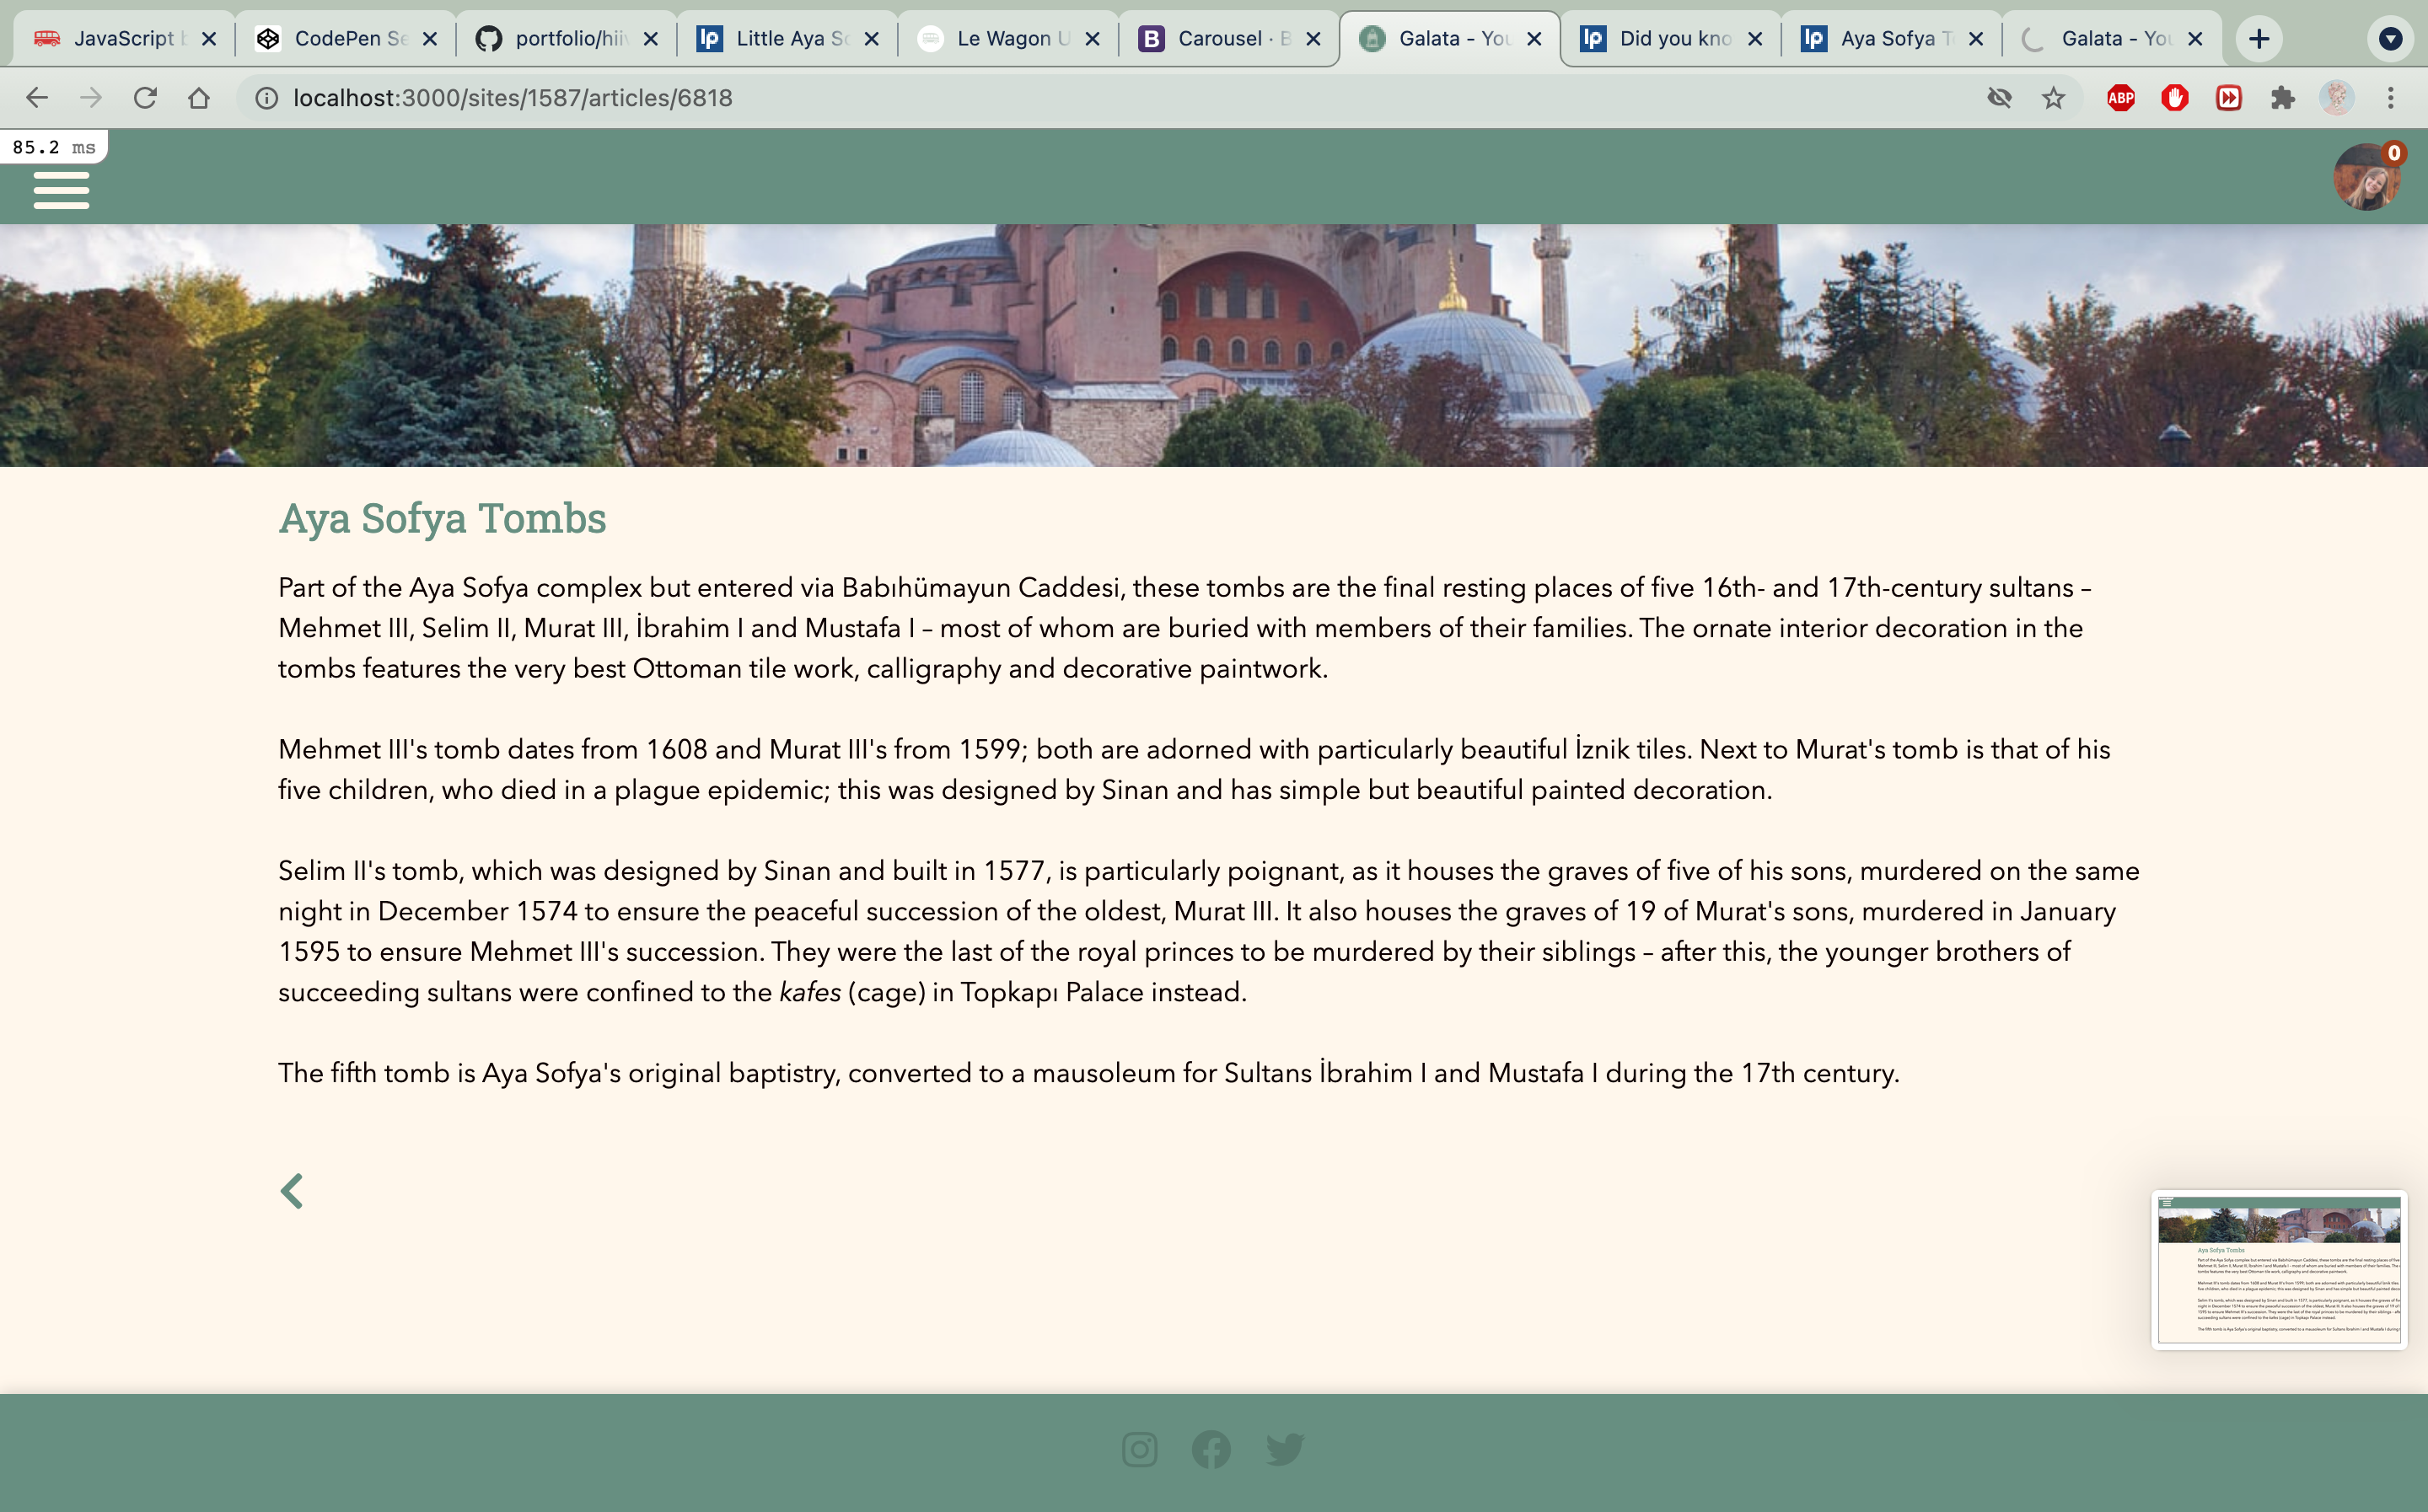 JavaScript
CodePen Se
portfolio/hii
Little Aya So
Le Wagon U
Carousel · B
Galata - You
Did you kno
Aya Sofya T
Galata - You
localhost:3000/sites/1587/articles/6818
ABP
85.2 ms
0
Aya Sofya Tombs
Part of the Aya Sofya complex but entered via Babıhümayun Caddesi, these tombs are the final resting places of five 16th- and 17th-century sultans –
Mehmet III, Selim II, Murat III, İbrahim I and Mustafa I – most of whom are buried with members of their families. The ornate interior decoration in the
tombs features the very best Ottoman tile work, calligraphy and decorative paintwork.
Mehmet III's tomb dates from 1608 and Murat III's from 1599; both are adorned with particularly beautiful İznik tiles. Next to Murat's tomb is that of his
five children, who died in a plague epidemic; this was designed by Sinan and has simple but beautiful painted decoration.
Selim II's tomb, which was designed by Sinan and built in 1577, is particularly poignant, as it houses the graves of five of his sons, murdered on the same
night in December 1574 to ensure the peaceful succession of the oldest, Murat III. It also houses the graves of 19 of Murat's sons, murdered in January
1595 to ensure Mehmet III's succession. They were the last of the royal princes to be murdered by their siblings – after this, the younger brothers of
succeeding sultans were confined to the kafes (cage) in Topkapı Palace instead.
The fifth tomb is Aya Sofya's original baptistry, converted to a mausoleum for Sultans İbrahim I and Mustafa I during the 17th century.
Aya Sofya Tombs